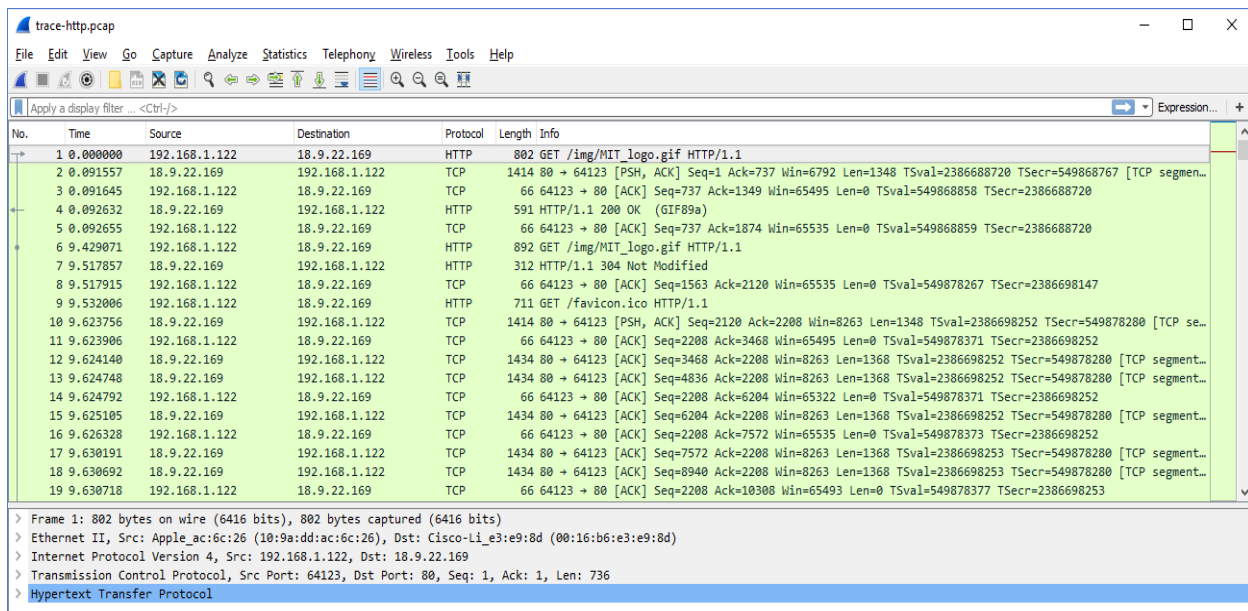 trace-http.pcap
File Edit View Go Capture Analyze Statistics Telephony Wireless Tools Help
Apply a display filter ... <Ctrl-/> Expression... +
No. Time Source Destination Protocol Length Info
1 0.000000 192.168.1.122 18.9.22.169 HTTP 802 GET /img/MIT_logo.gif HTTP/1.1
2 0.091557 18.9.22.169 192.168.1.122 TCP 1414 80 → 64123 [PSH, ACK] Seq=1 Ack=737 Win=6792 Len=1348 TSval=2386688720 TSecr=549868767 [TCP segmen…
3 0.091645 192.168.1.122 18.9.22.169 TCP 66 64123 → 80 [ACK] Seq=737 Ack=1349 Win=65495 Len=0 TSval=549868858 TSecr=2386688720
4 0.092632 18.9.22.169 192.168.1.122 HTTP 591 HTTP/1.1 200 OK (GIF89a)
5 0.092655 192.168.1.122 18.9.22.169 TCP 66 64123 → 80 [ACK] Seq=737 Ack=1874 Win=65535 Len=0 TSval=549868859 TSecr=2386688720
6 9.429071 192.168.1.122 18.9.22.169 HTTP 892 GET /img/MIT_logo.gif HTTP/1.1
7 9.517857 18.9.22.169 192.168.1.122 HTTP 312 HTTP/1.1 304 Not Modified
8 9.517915 192.168.1.122 18.9.22.169 TCP 66 64123 → 80 [ACK] Seq=1563 Ack=2120 Win=65535 Len=0 TSval=549878267 TSecr=2386698147
9 9.532006 192.168.1.122 18.9.22.169 HTTP 711 GET /favicon.ico HTTP/1.1
10 9.623756 18.9.22.169 192.168.1.122 TCP 1414 80 → 64123 [PSH, ACK] Seq=2120 Ack=2208 Win=8263 Len=1348 TSval=2386698252 TSecr=549878280 [TCP se…
11 9.623906 192.168.1.122 18.9.22.169 TCP 66 64123 → 80 [ACK] Seq=2208 Ack=3468 Win=65495 Len=0 TSval=549878371 TSecr=2386698252
12 9.624140 18.9.22.169 192.168.1.122 TCP 1434 80 → 64123 [ACK] Seq=3468 Ack=2208 Win=8263 Len=1368 TSval=2386698252 TSecr=549878280 [TCP segment…
13 9.624748 18.9.22.169 192.168.1.122 TCP 1434 80 → 64123 [ACK] Seq=4836 Ack=2208 Win=8263 Len=1368 TSval=2386698252 TSecr=549878280 [TCP segment…
14 9.624792 192.168.1.122 18.9.22.169 TCP 66 64123 → 80 [ACK] Seq=2208 Ack=6204 Win=65322 Len=0 TSval=549878371 TSecr=2386698252
15 9.625105 18.9.22.169 192.168.1.122 TCP 1434 80 → 64123 [ACK] Seq=6204 Ack=2208 Win=8263 Len=1368 TSval=2386698252 TSecr=549878280 [TCP segment…
16 9.626328 192.168.1.122 18.9.22.169 TCP 66 64123 → 80 [ACK] Seq=2208 Ack=7572 Win=65535 Len=0 TSval=549878373 TSecr=2386698252
17 9.630191 18.9.22.169 192.168.1.122 TCP 1434 80 → 64123 [ACK] Seq=7572 Ack=2208 Win=8263 Len=1368 TSval=2386698253 TSecr=549878280 [TCP segment…
18 9.630692 18.9.22.169 192.168.1.122 TCP 1434 80 → 64123 [ACK] Seq=8940 Ack=2208 Win=8263 Len=1368 TSval=2386698253 TSecr=549878280 [TCP segment…
19 9.630718 192.168.1.122 18.9.22.169 TCP 66 64123 → 80 [ACK] Seq=2208 Ack=10308 Win=65493 Len=0 TSval=549878377 TSecr=2386698253
> Frame 1: 802 bytes on wire (6416 bits), 802 bytes captured (6416 bits)
> Ethernet II, Src: Apple_ac:6c:26 (10:9a:dd:ac:6c:26), Dst: Cisco-Li_e3:e9:8d (00:16:b6:e3:e9:8d)
> Internet Protocol Version 4, Src: 192.168.1.122, Dst: 18.9.22.169
> Transmission Control Protocol, Src Port: 64123, Dst Port: 80, Seq: 1, Ack: 1, Len: 736
> Hypertext Transfer Protocol